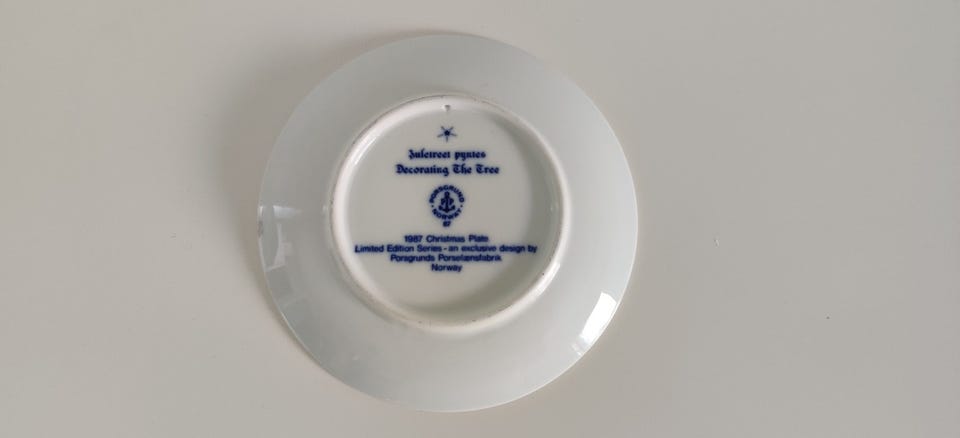 Juletreet pyntes
Decorating The Tree
PORSGRUND
NORWAY
87
1987 Christmas Plate
Limited Edition Series - an exclusive design by
Porsgrunds Porselænsfabrik
Norway